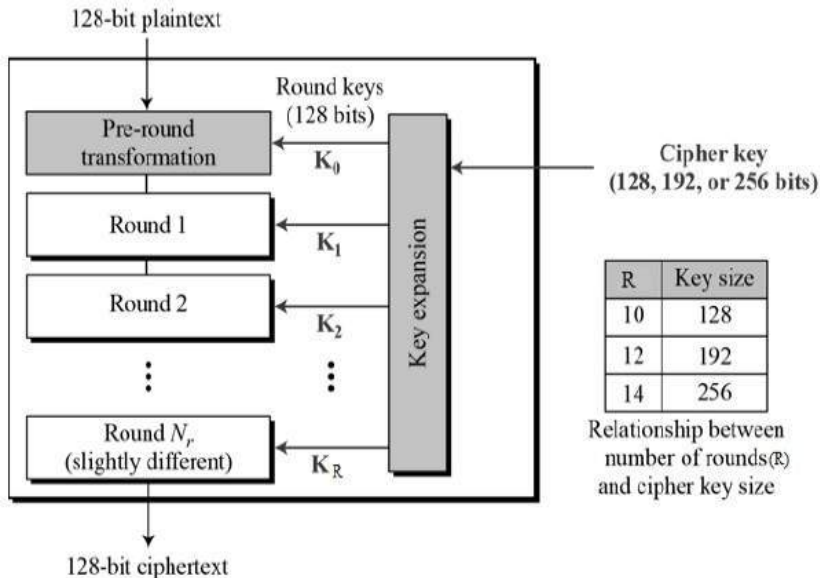 128-bit plaintext
Round keys
(128 bits)
Pre-round
transformation
K0
Cipher key
(128, 192, or 256 bits)
Round 1
K1
Round 2
K2
Key expansion
⋮
⋮
Round Nr
(slightly different)
KR
128-bit ciphertext
R Key size
10 128
12 192
14 256
Relationship between
number of rounds(R)
and cipher key size